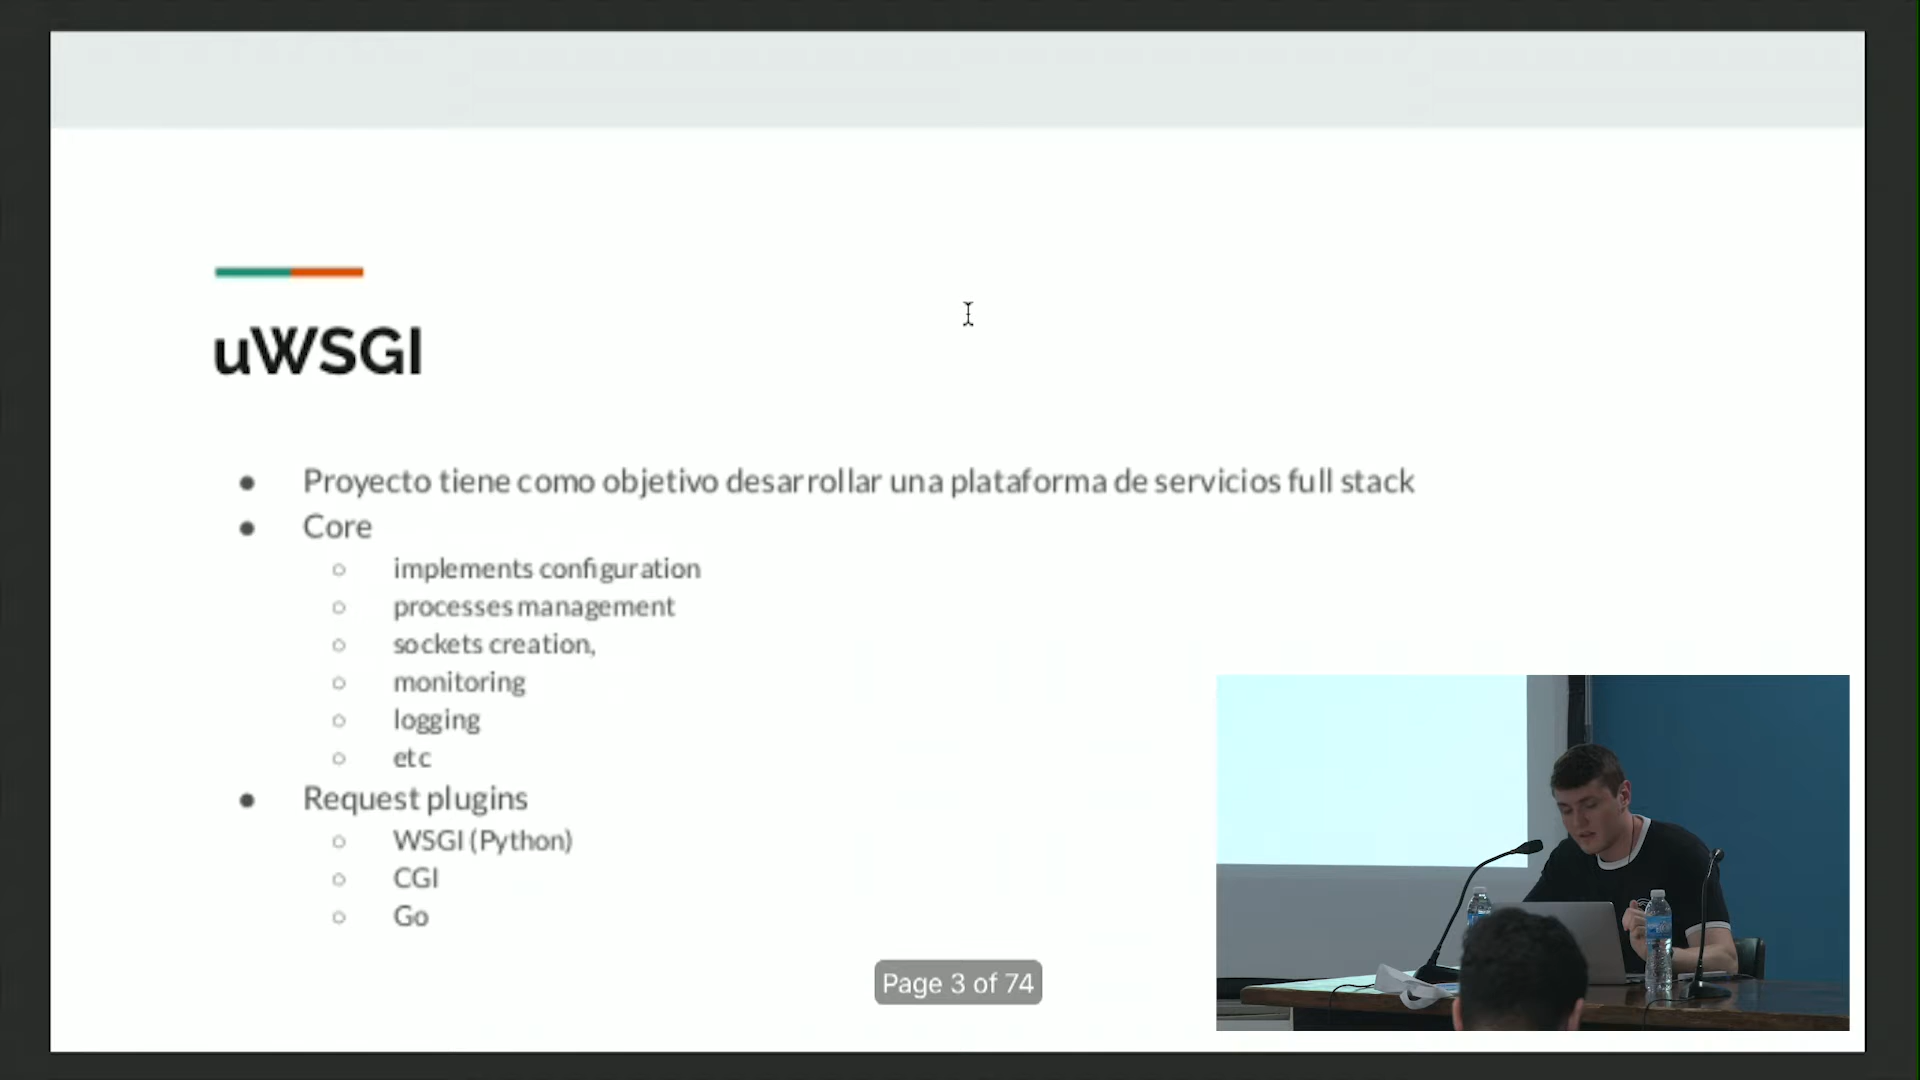 uWSGI
● Proyecto tiene como objetivo desarrollar una plataforma de servicios full stack
● Core
○ implements configuration
○ processes management
○ sockets creation,
○ monitoring
○ logging
○ etc
● Request plugins
○ WSGI (Python)
○ CGI
○ Go
Page 3 of 74